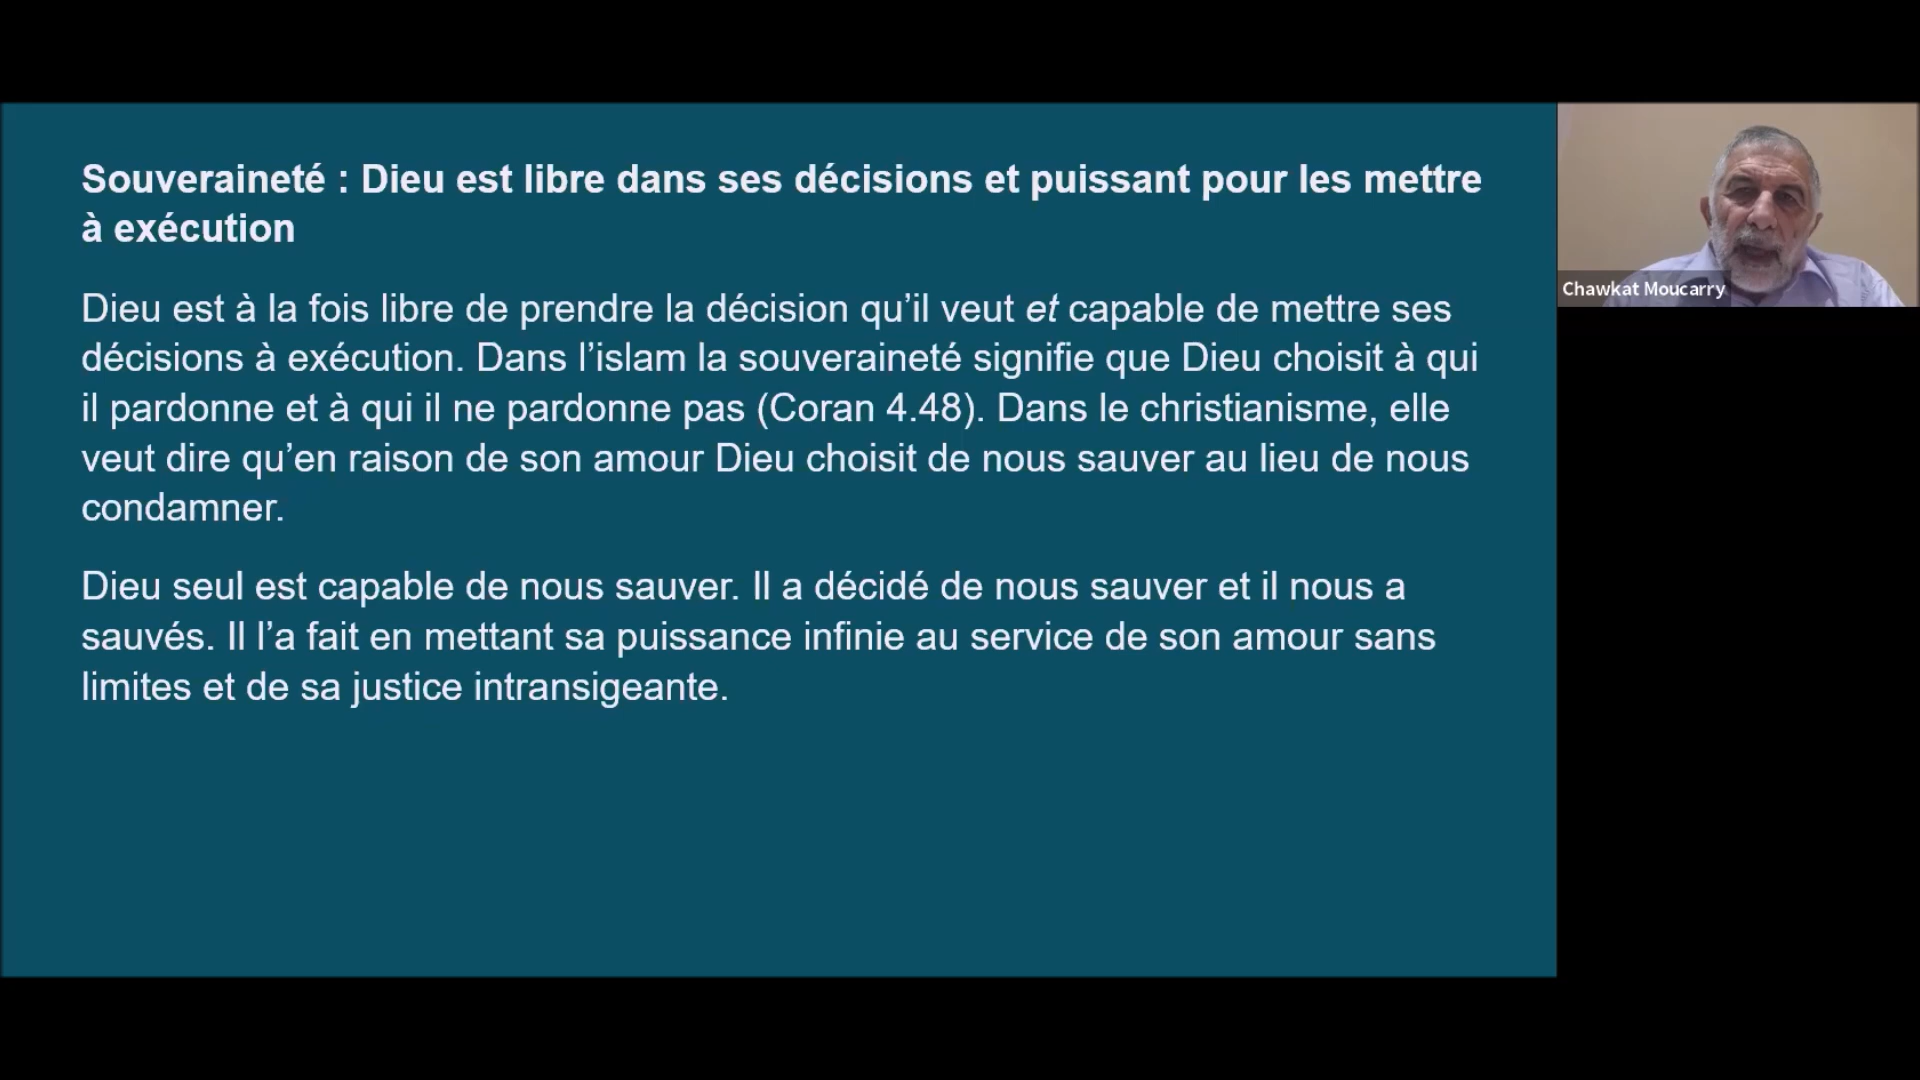 Souveraineté : Dieu est libre dans ses décisions et puissant pour les mettre
à exécution
Dieu est à la fois libre de prendre la décision qu’il veut et capable de mettre ses
décisions à exécution. Dans l’islam la souveraineté signifie que Dieu choisit à qui
il pardonne et à qui il ne pardonne pas (Coran 4.48). Dans le christianisme, elle
veut dire qu’en raison de son amour Dieu choisit de nous sauver au lieu de nous
condamner.
Dieu seul est capable de nous sauver. Il a décidé de nous sauver et il nous a
sauvés. Il l’a fait en mettant sa puissance infinie au service de son amour sans
limites et de sa justice intransigeante.
Chawkat Moucarry